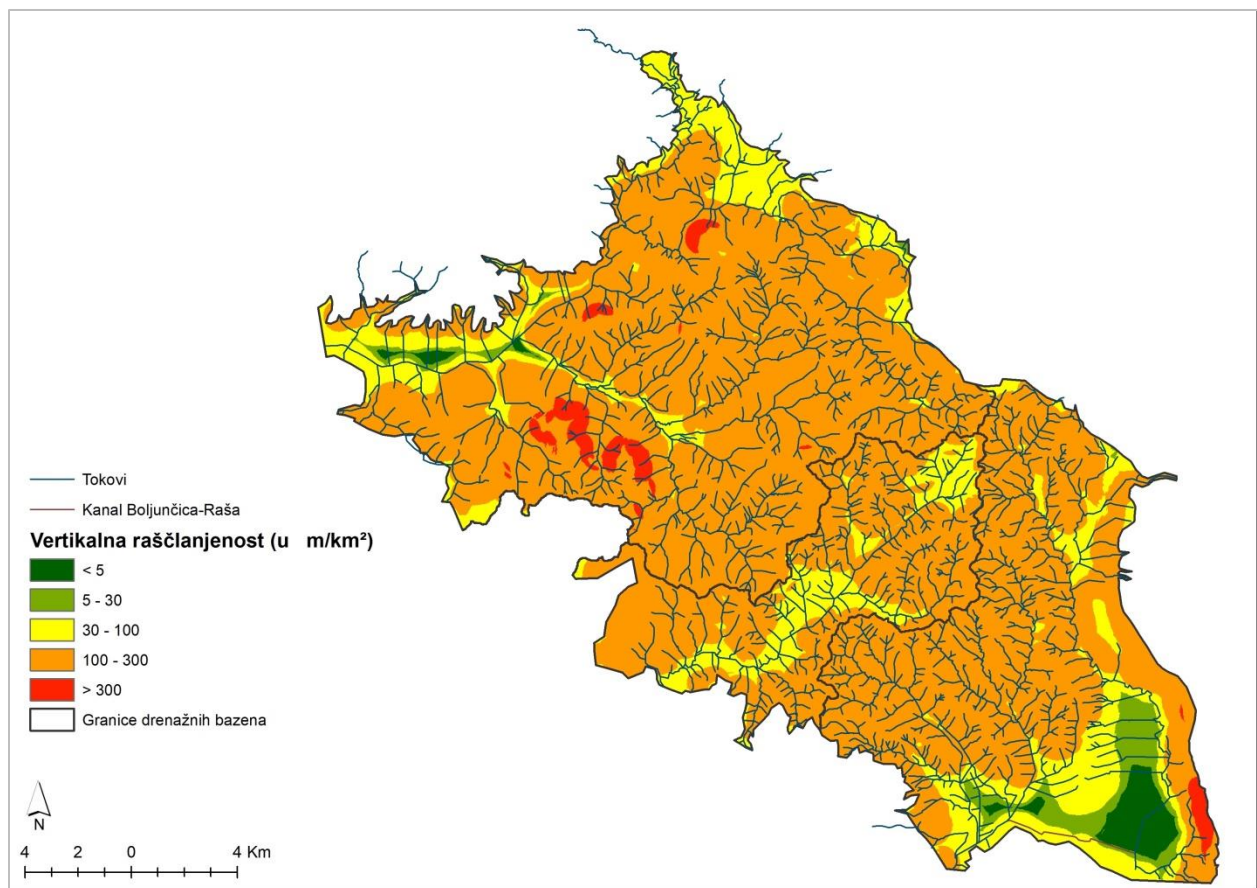 Tokovi
Kanal Boljunčica-Raša
Vertikalna raščlanjenost (u m/km²)
< 5
5 - 30
30 - 100
100 - 300
> 300
Granice drenažnih bazena
N
4 2 0 4 Km